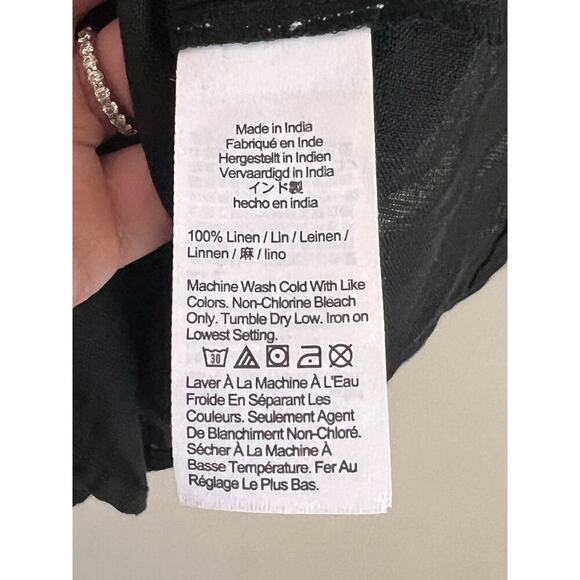 Made in India
Fabriqué en Inde
Hergestellt in Indien
Vervaardigd in India
インド製
hecho en india
100% Linen / Lin / Leinen /
Linnen / 麻 / lino
Machine Wash Cold With Like
Colors. Non-Chlorine Bleach
Only. Tumble Dry Low. Iron on
Lowest Setting.
30
Laver À La Machine À L'Eau
Froide En Séparant Les
Couleurs. Seulement Agent
De Blanchiment Non-Chloré.
Sécher À La Machine À
Basse Température. Fer Au
Réglage Le Plus Bas.